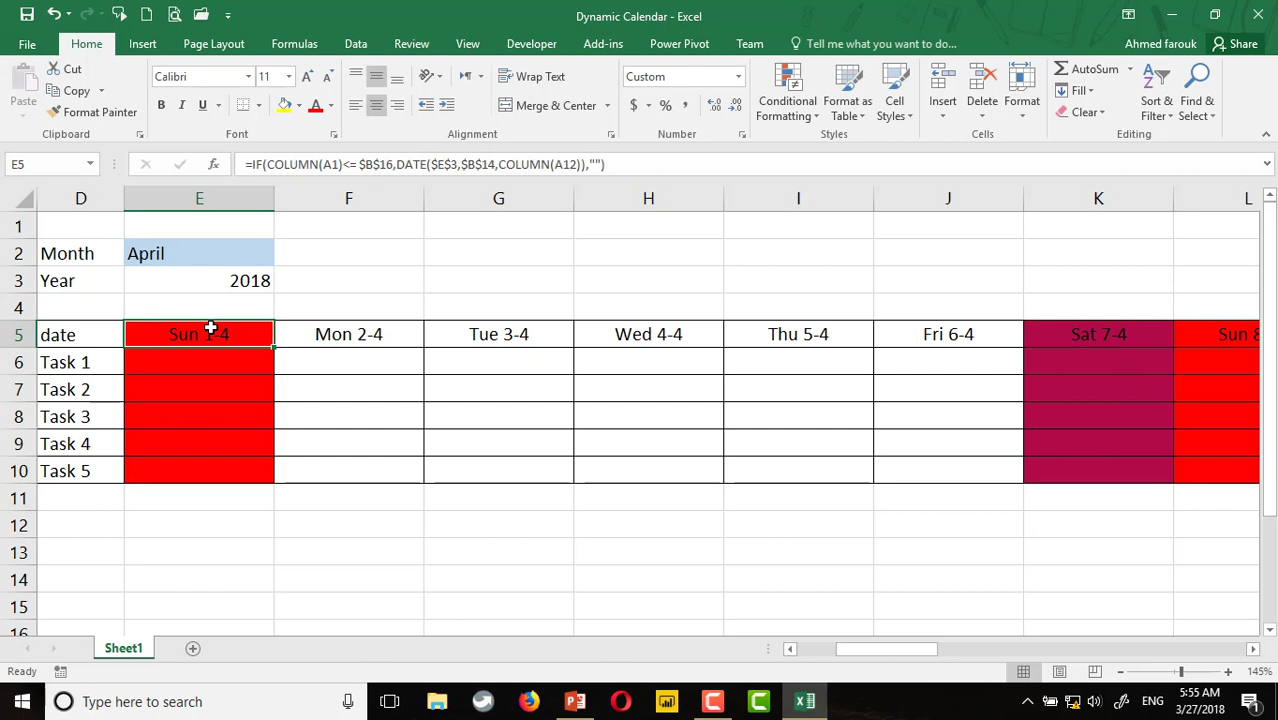 Dynamic Calendar - Excel
File Home Insert Page Layout Formulas Data Review View Developer Add-ins Power Pivot Team Tell me what you want to do... Ahmed farouk Share
Cut
Copy
Format Painter
Paste
Clipboard
Calibri 11
B I U
Font
Wrap Text
Merge & Center
Alignment
Custom
$ % ,
Number
Conditional Formatting
Format as Table
Cell Styles
Styles
Insert Delete Format
Cells
AutoSum
Fill
Clear
Sort & Filter
Find & Select
Editing
E5 fx =IF(COLUMN(A1)<=$B$16,DATE($E$3,$B$14,COLUMN(A12)),"")
D E F G H I J K L
1
2 Month April
3 Year 2018
4
5 date Sun 1-4 Mon 2-4 Tue 3-4 Wed 4-4 Thu 5-4 Fri 6-4 Sat 7-4 Sun 8
6 Task 1
7 Task 2
8 Task 3
9 Task 4
10 Task 5
11
12
13
14
15
16
Sheet1
Ready 145%
Type here to search ENG 5:55 AM
3/27/2018